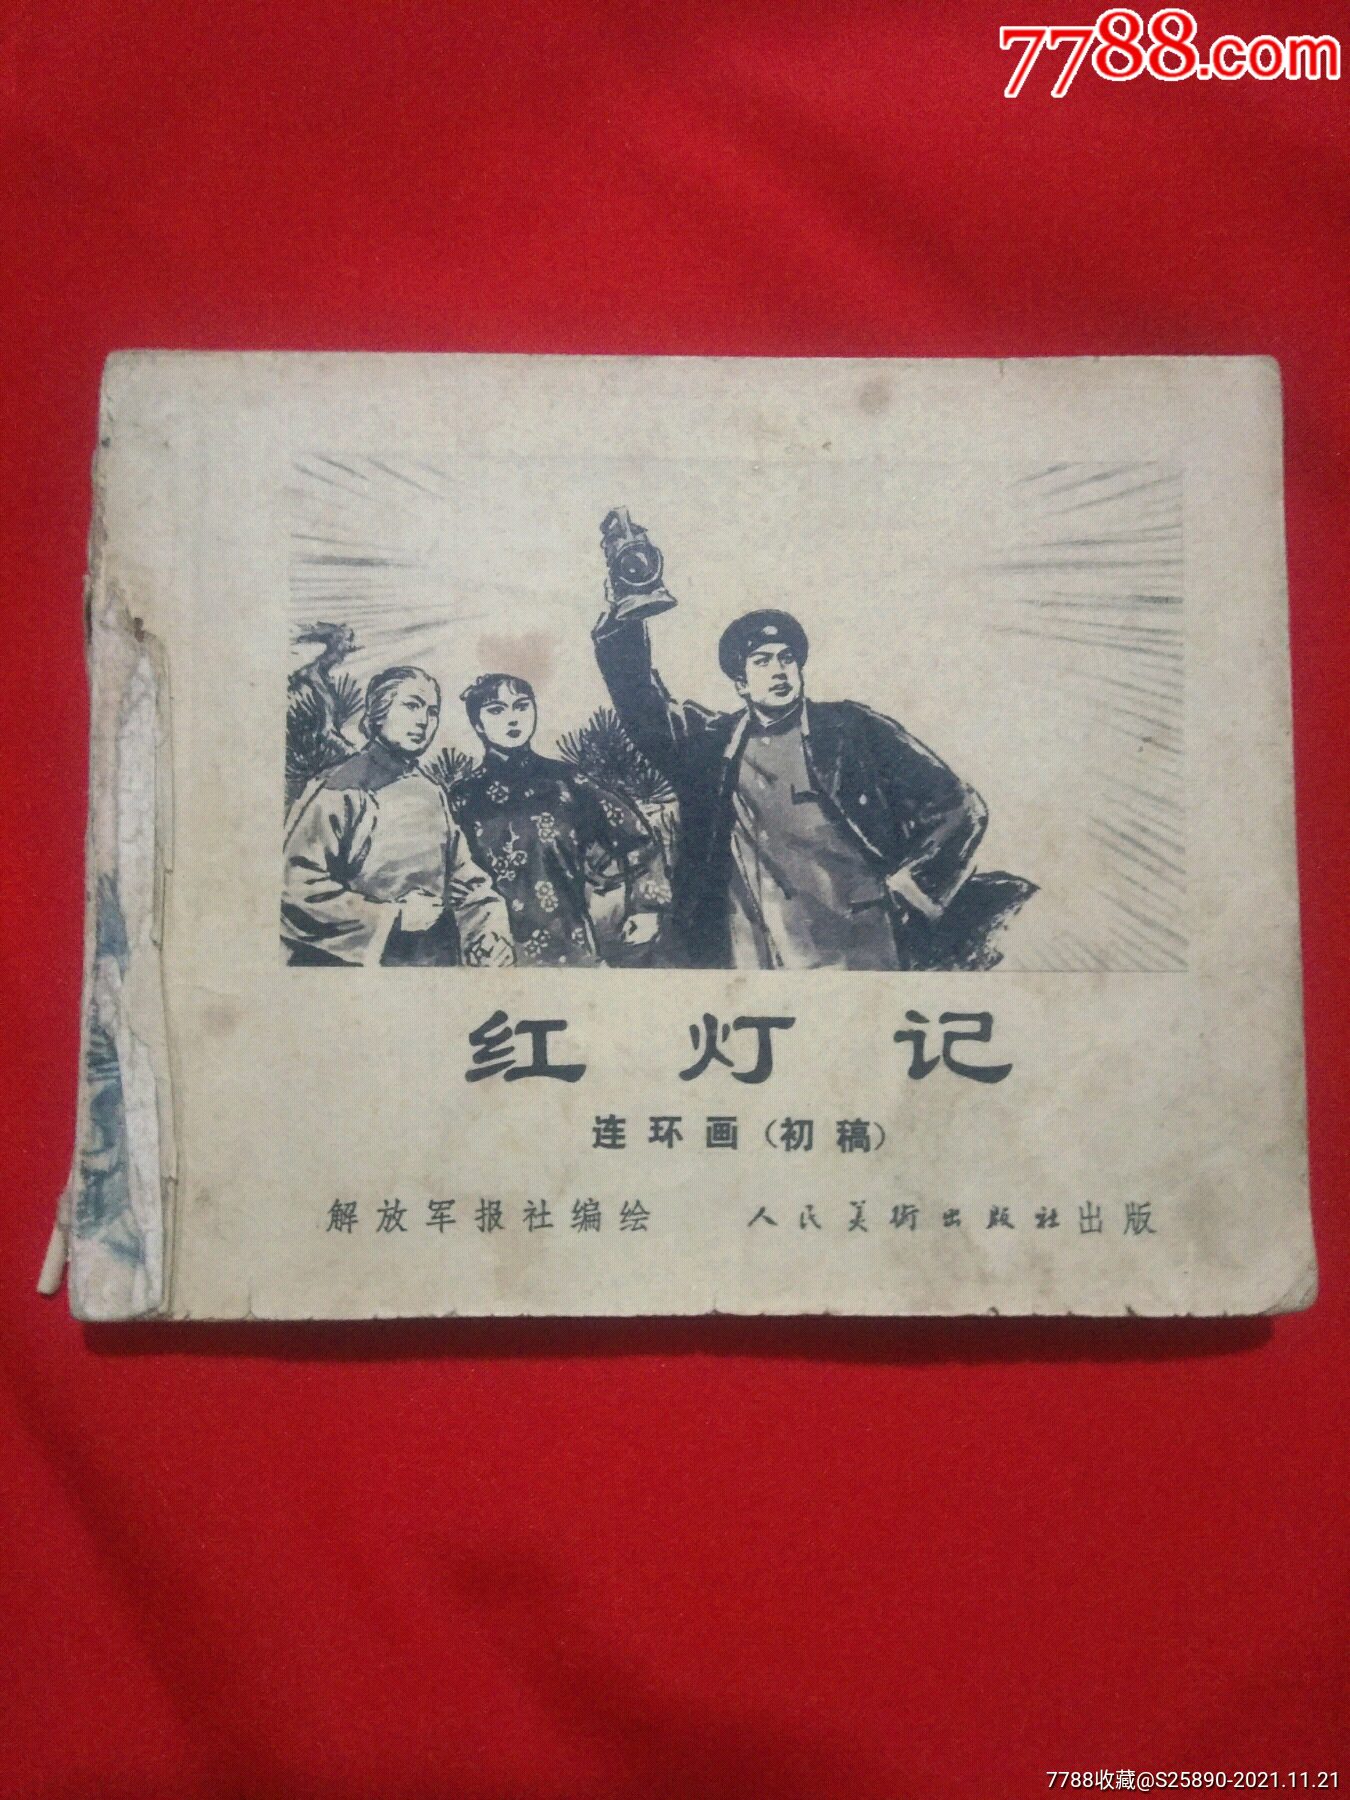 7788.com
红灯记
连环画(初稿)
解放军报社编绘 人民美術出版社出版
7788收藏@S25890-2021.11.21